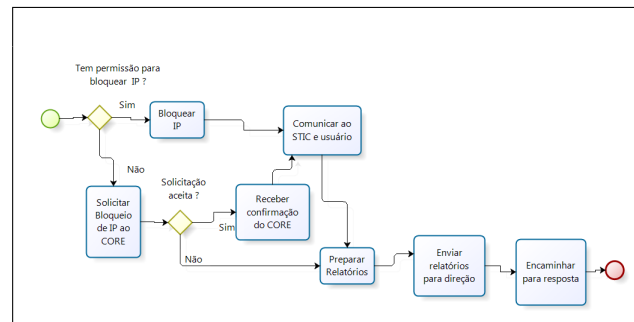 Tem permissão para
bloquear IP ?
Sim
Bloquear
IP
Comunicar ao
STIC e usuário
Não
Solicitar
Bloqueio
de IP ao
CORE
Solicitação
aceita ?
Sim
Receber
confirmação
do CORE
Não
Preparar
Relatórios
Enviar
relatórios
para direção
Encaminhar
para resposta